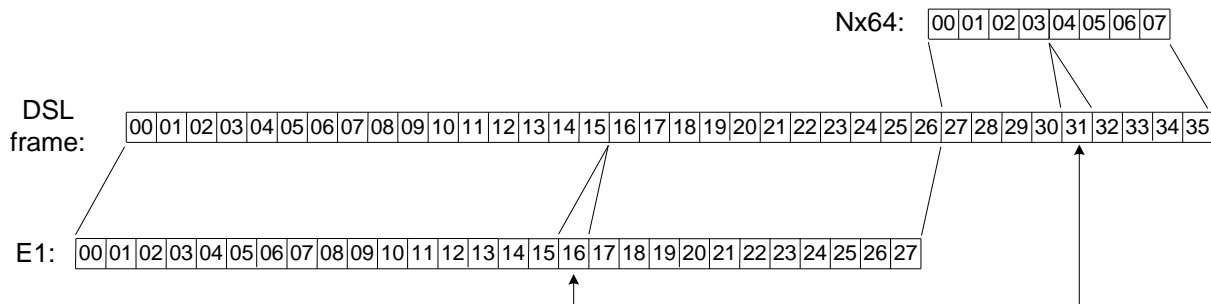 Nx64: 00 01 02 03 04 05 06 07
DSL frame: 00 01 02 03 04 05 06 07 08 09 10 11 12 13 14 15 16 17 18 19 20 21 22 23 24 25 26 27 28 29 30 31 32 33 34 35
E1: 00 01 02 03 04 05 06 07 08 09 10 11 12 13 14 15 16 17 18 19 20 21 22 23 24 25 26 27